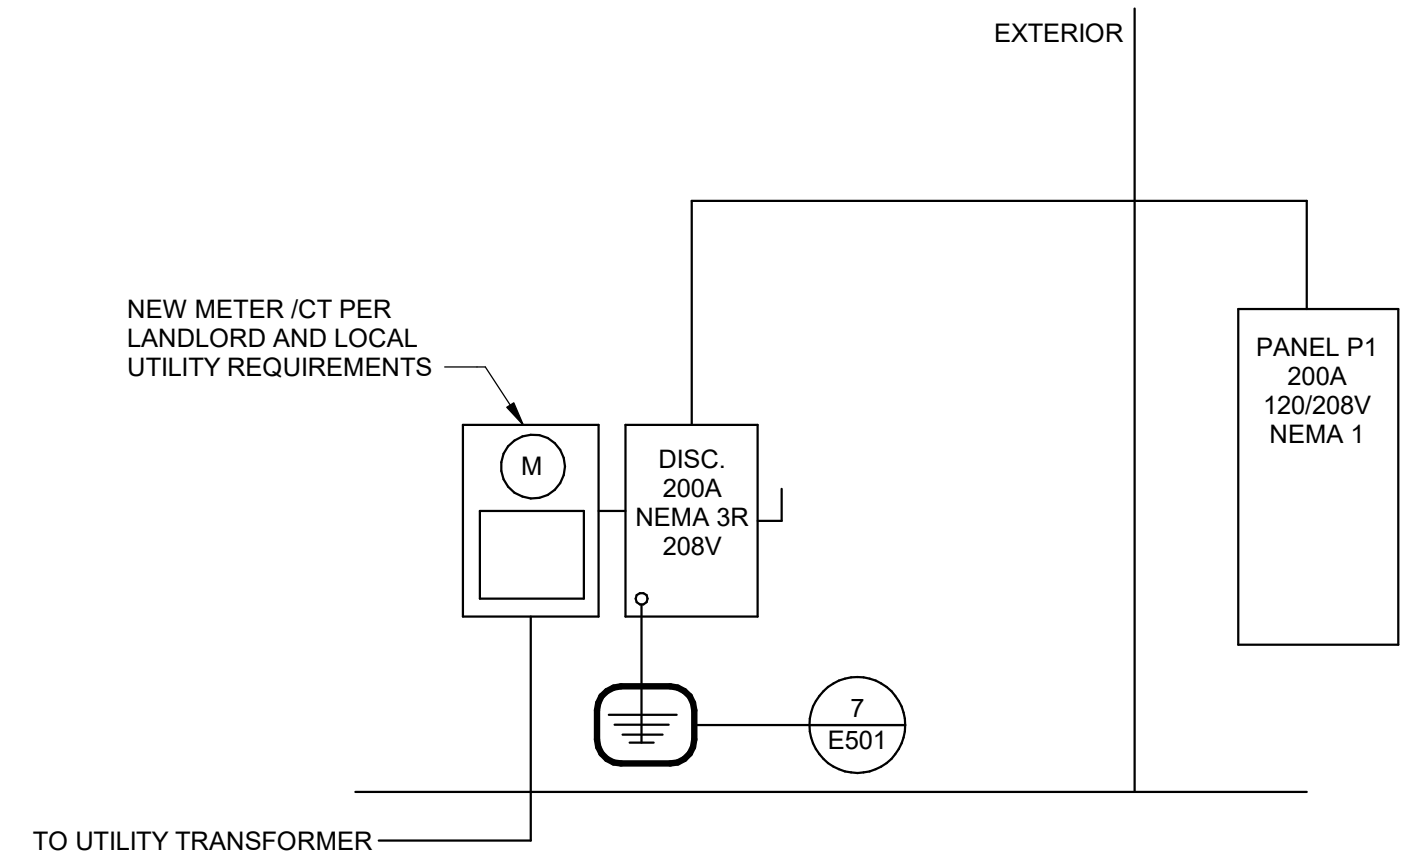 EXTERIOR
NEW METER /CT PER
LANDLORD AND LOCAL
UTILITY REQUIREMENTS
M
DISC.
200A
NEMA 3R
208V
PANEL P1
200A
120/208V
NEMA 1
7
E501
TO UTILITY TRANSFORMER